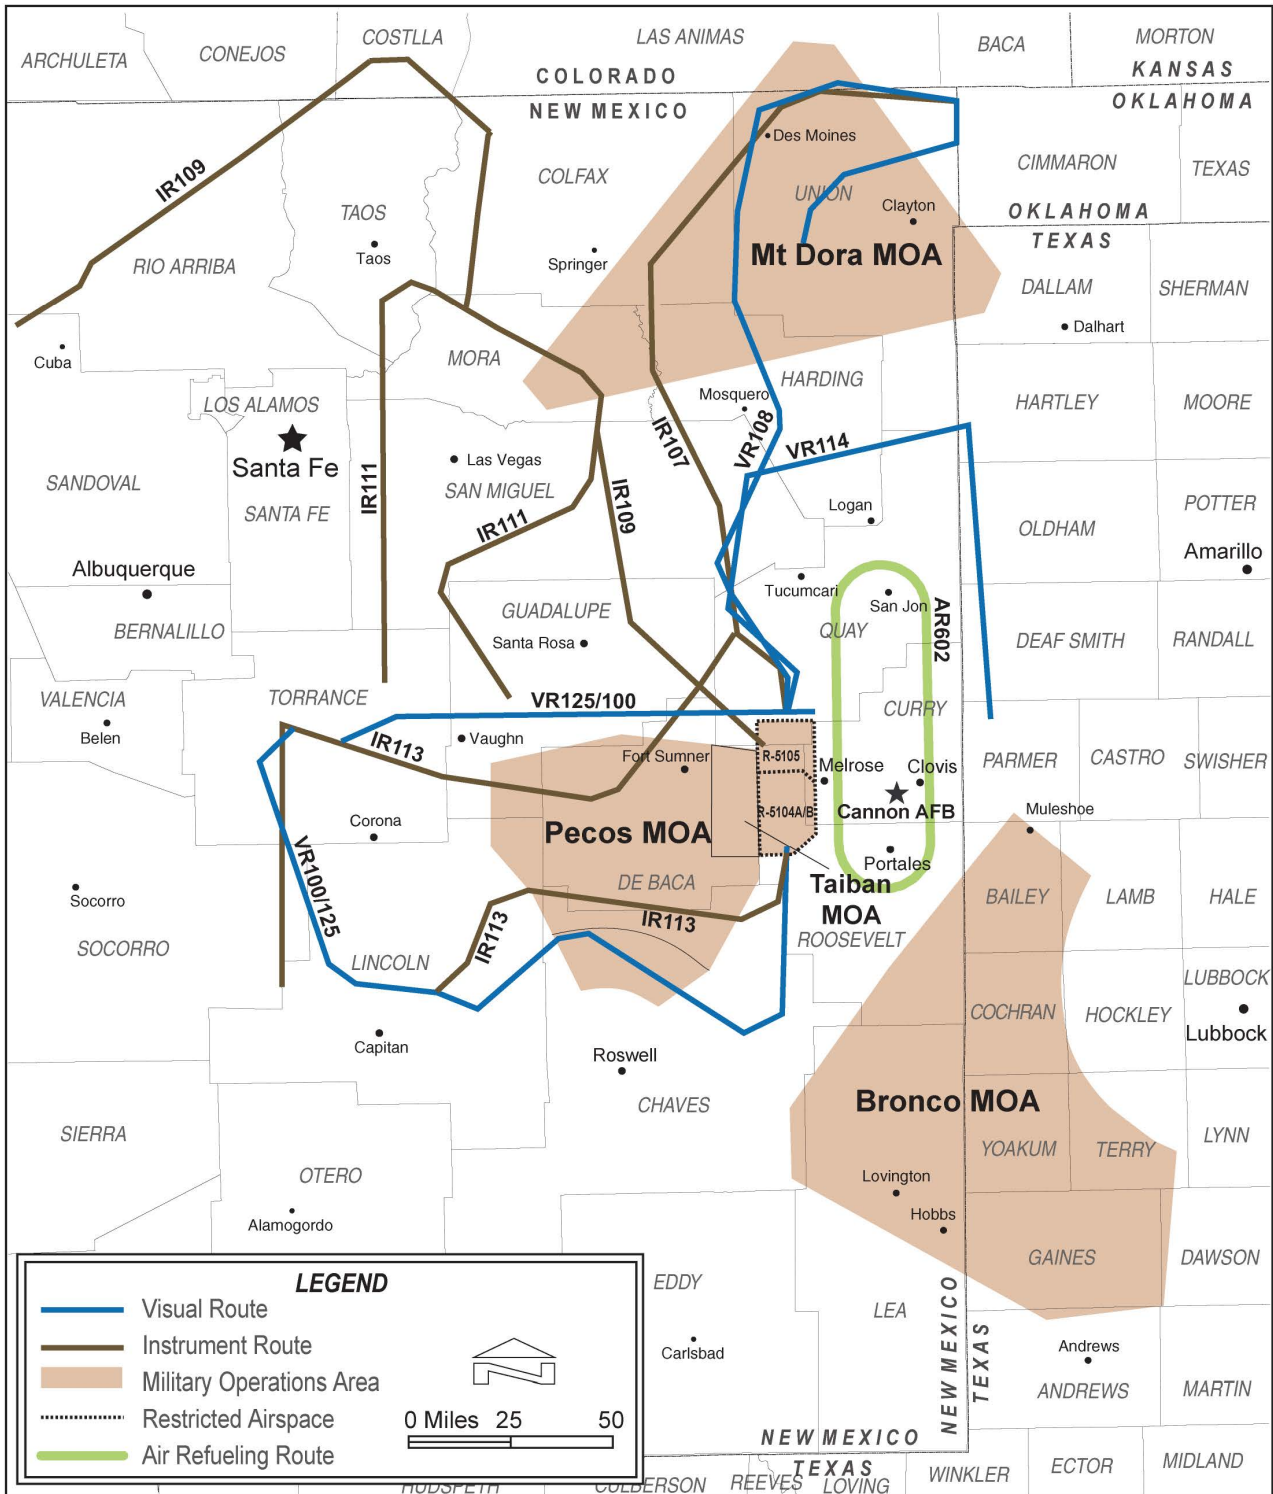 ARCHULETA
CONEJOS
COSTLLA
LAS ANIMAS
BACA
MORTON
COLORADO
KANSAS
NEW MEXICO
OKLAHOMA
Des Moines
COLFAX
CIMMARON
TEXAS
IR109
UNION
TAOS
Clayton
OKLAHOMA
TEXAS
Taos
Springer
Mt Dora MOA
RIO ARRIBA
DALLAM
SHERMAN
Dalhart
Cuba
MORA
HARDING
Mosquero
LOS ALAMOS
HARTLEY
MOORE
Santa Fe
IR107
VR108
VR114
Las Vegas
SANDOVAL
IR111
SAN MIGUEL
SANTA FE
IR111
IR109
Logan
OLDHAM
POTTER
Amarillo
Albuquerque
Tucumcari
San Jon
AR602
GUADALUPE
BERNALILLO
QUAY
Santa Rosa
DEAF SMITH
RANDALL
VALENCIA
TORRANCE
VR125/100
CURRY
Belen
IR113
Vaughn
Fort Sumner
R-5105
Melrose
Clovis
PARMER
CASTRO
SWISHER
Corona
R-5104A/B
Cannon AFB
Muleshoe
Pecos MOA
VR100/125
Portales
DE BACA
Taiban
MOA
Socorro
BAILEY
LAMB
HALE
IR113
IR113
SOCORRO
ROOSEVELT
LINCOLN
LUBBOCK
COCHRAN
HOCKLEY
Lubbock
Capitan
Roswell
CHAVES
Bronco MOA
SIERRA
YOAKUM
TERRY
LYNN
OTERO
Lovington
Alamogordo
Hobbs
GAINES
DAWSON
EDDY
LEA
NEW MEXICO
TEXAS
Carlsbad
Andrews
ANDREWS
MARTIN
LEGEND
Visual Route
Instrument Route
Military Operations Area
Restricted Airspace
Air Refueling Route
N
0 Miles 25 50
NEW MEXICO
TEXAS
HUDSPETH
CULBERSON
REEVES
LOVING
WINKLER
ECTOR
MIDLAND